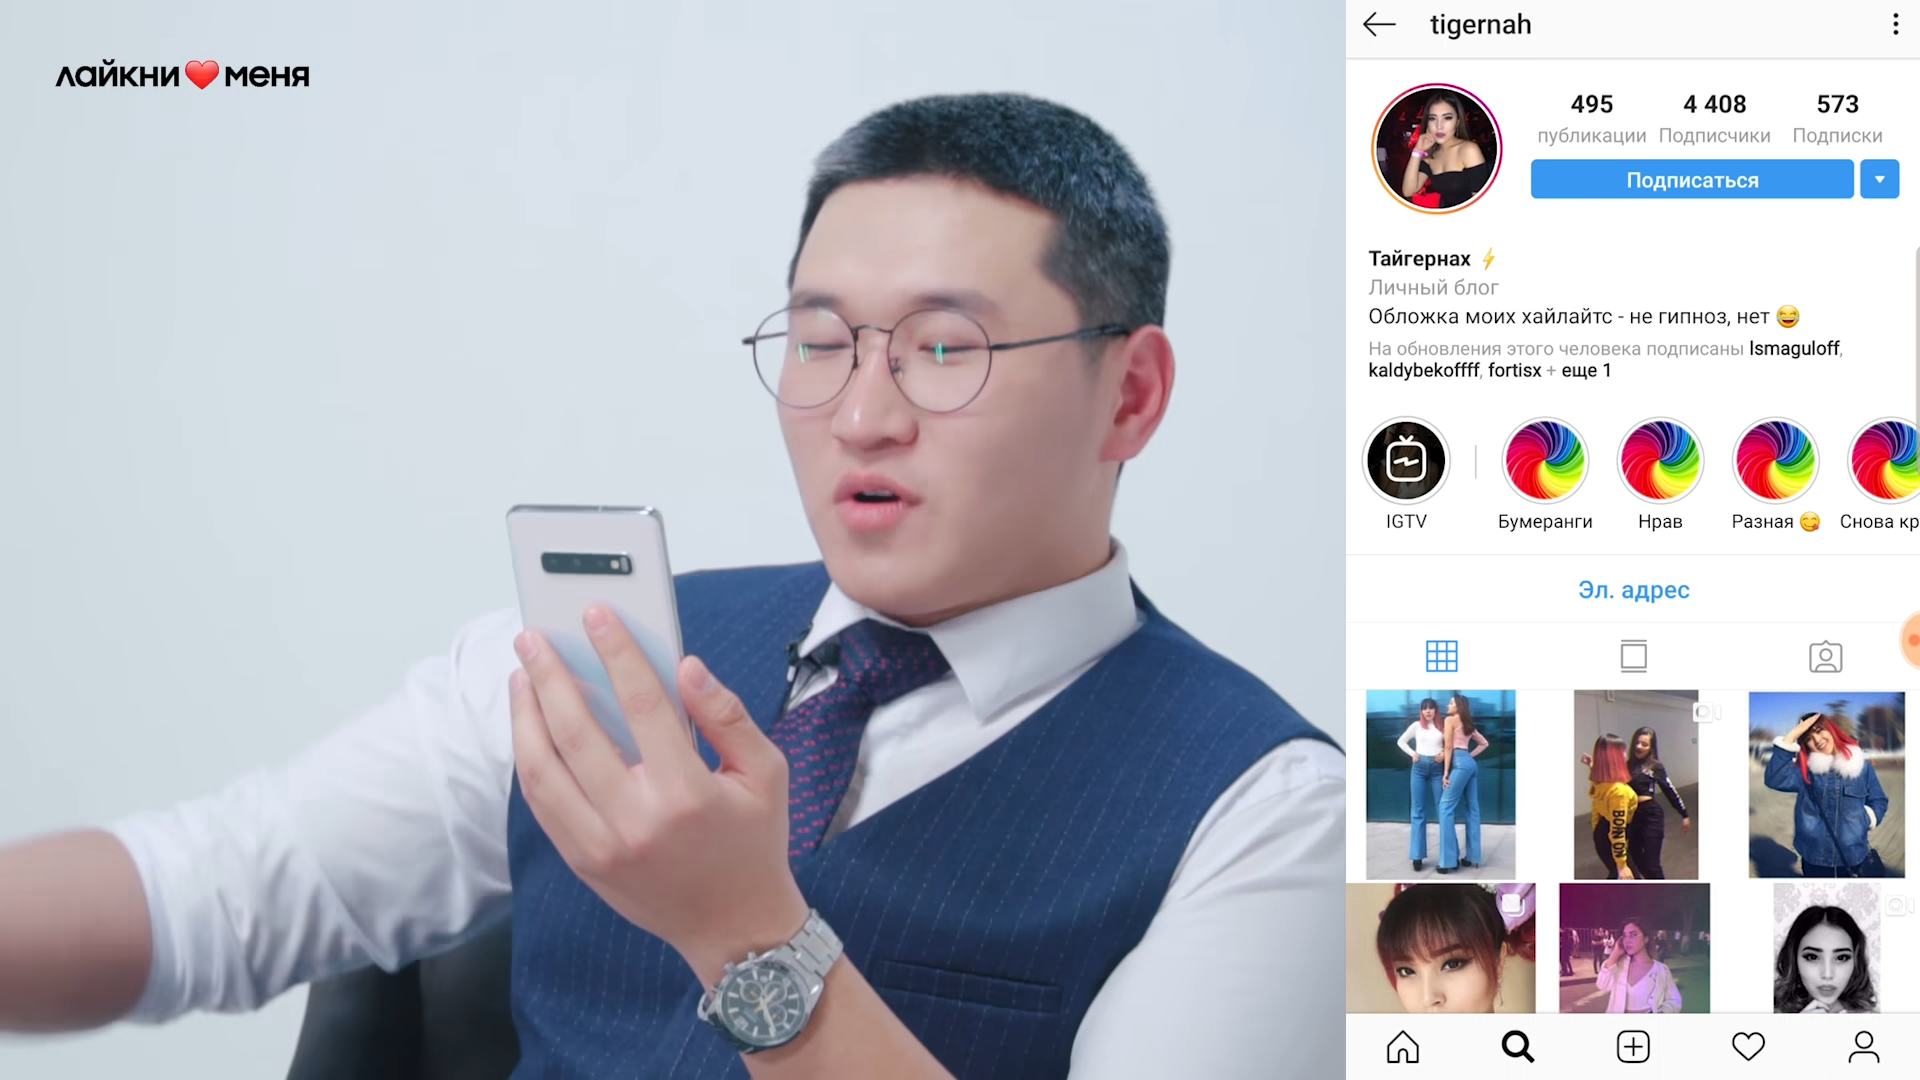 лайкни❤️меня
tigernah
495 4 408 573
публикации Подписчики Подписки
Подписаться
Тайгернах ⚡
Личный блог
Обложка моих хайлайтс - не гипноз, нет 😂
На обновления этого человека подписаны Ismaguloff,
kaldybekoffff, fortisx + еще 1
IGTV Бумеранги Нрав Разная 😋 Снова кр
Эл. адрес
BOIN ON